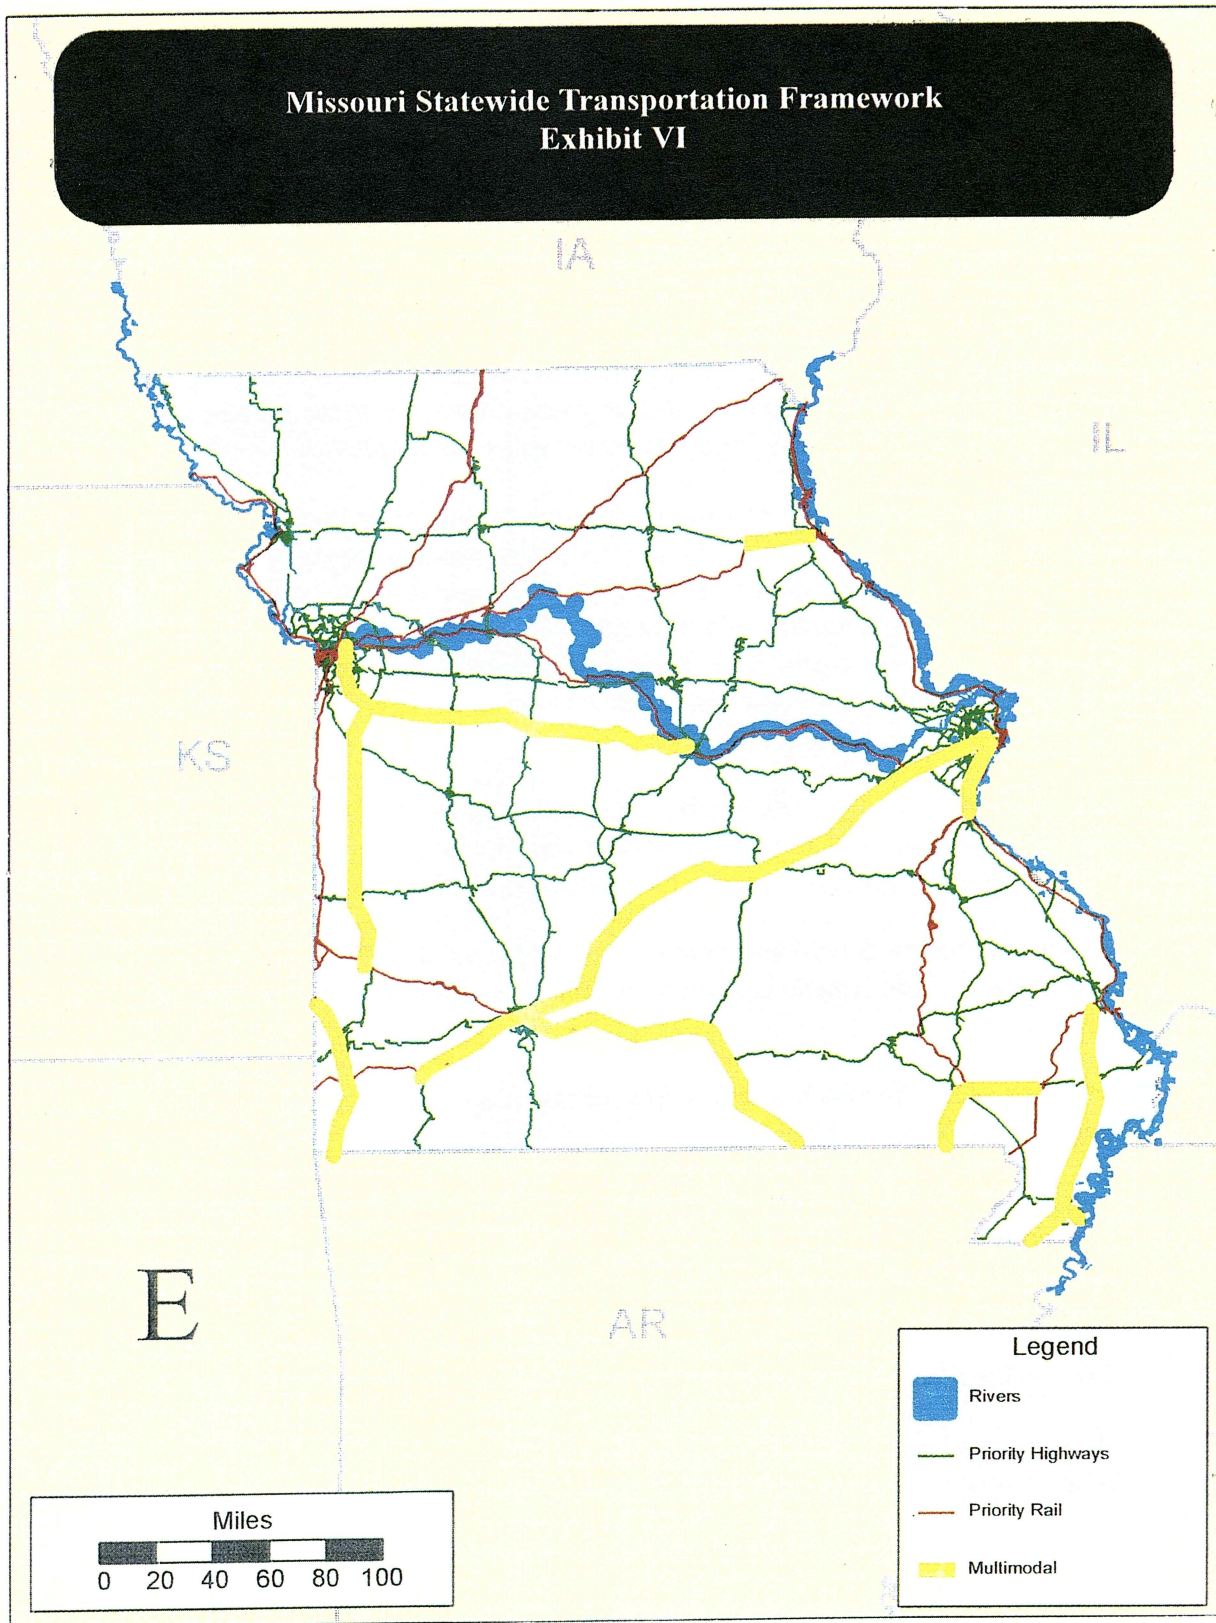 Missouri Statewide Transportation Framework
Exhibit VI
IA
IL
KS
E
AR
Legend
Rivers
Priority Highways
Priority Rail
Multimodal
Miles
0 20 40 60 80 100